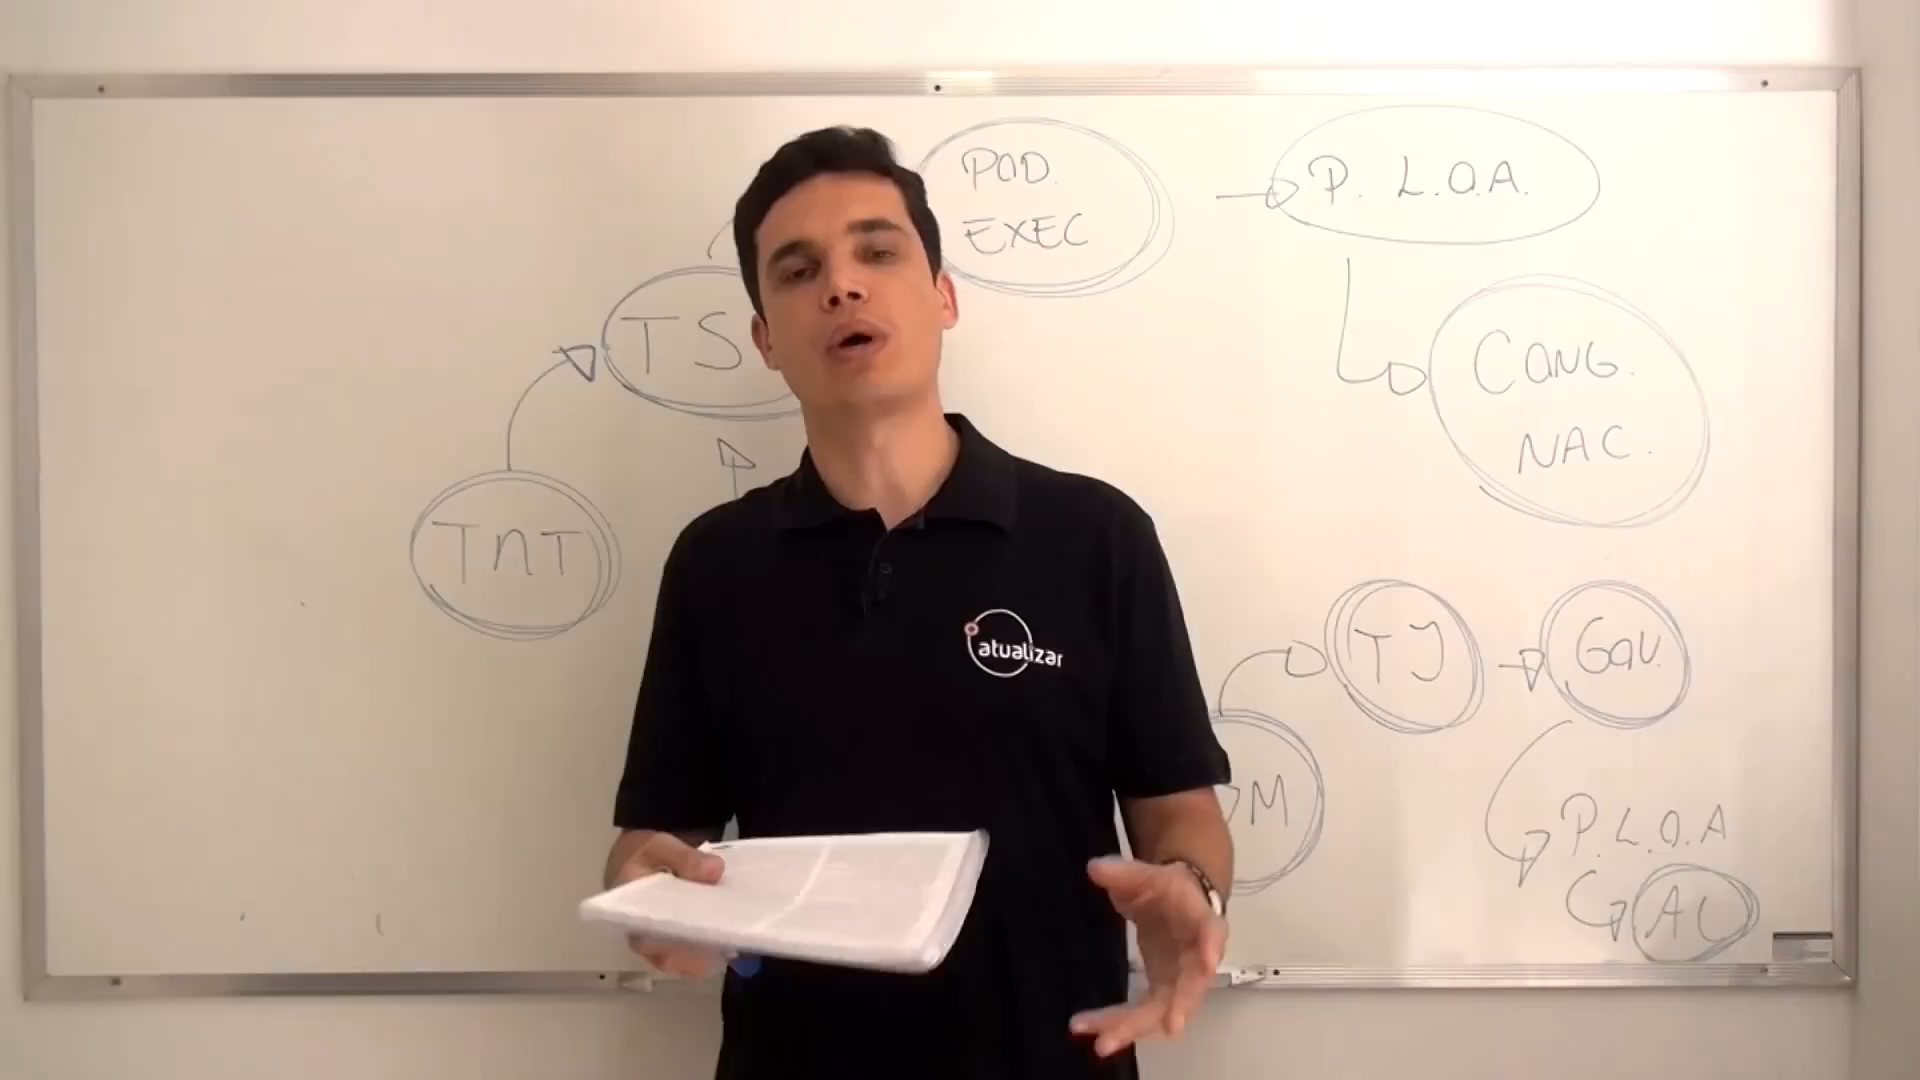 POD.
EXEC
P. L.O.A.
TS
CONG.
NAC.
TNT
TJ
GOV.
atualizar
M
P.L.O.A
AL